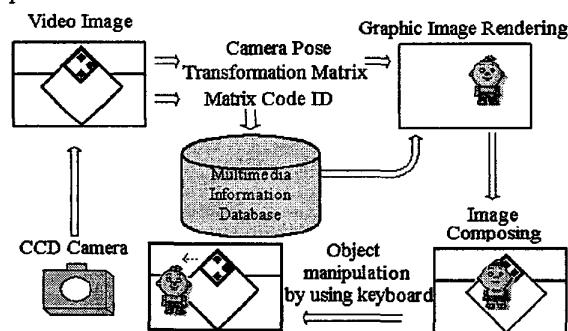 Video Image
Graphic Image Rendering
Camera Pose
Transformation Matrix
Matrix Code ID
Multimedia
Information
Database
CCD Camera
Object
manipulation
by using keyboard
Image
Composing